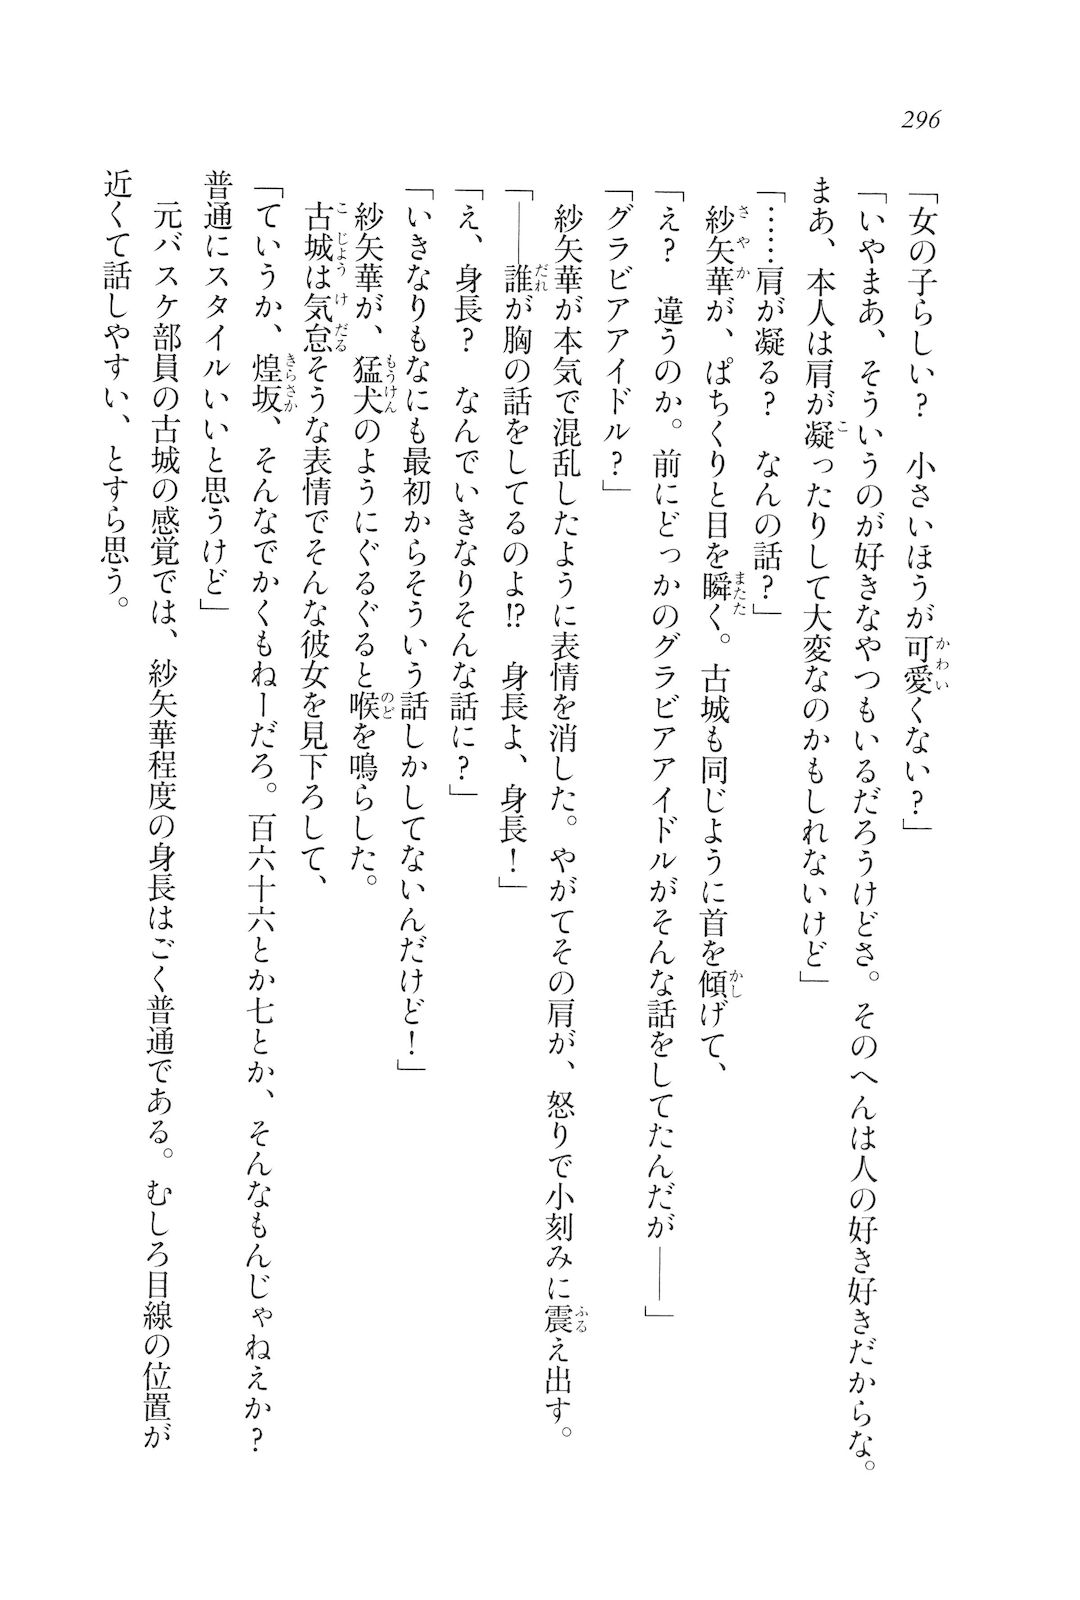 296
「女の子らしい？　小さいほうが可愛くない？」
「いやまあ、そういうのが好きなやつもいるだろうけどさ。そのへんは人の好き好きだからな。
まあ、本人は肩が凝ったりして大変なのかもしれないけど」
「……肩が凝る？　なんの話？」
紗矢華が、ぱちくりと目を瞬く。古城も同じように首を傾げて、
「え？　違うのか。前にどっかのグラビアアイドルがそんな話をしてたんだが――」
「グラビアアイドル？」
紗矢華が本気で混乱したように表情を消した。やがてその肩が、怒りで小刻みに震え出す。
「――誰が胸の話をしてるのよ!?　身長よ、身長！」
「え、身長？　なんでいきなりそんな話に？」
「いきなりもなにも最初からそういう話しかしてないんだけど！」
紗矢華が、猛犬のようにぐるぐると喉を鳴らした。
古城は気怠そうな表情でそんな彼女を見下ろして、
「ていうか、煌坂、そんなでかくもねーだろ。百六十六とか七とか、そんなもんじゃねえか？
普通にスタイルいいと思うけど」
元バスケ部員の古城の感覚では、紗矢華程度の身長はごく普通である。むしろ目線の位置が
近くて話しやすい、とすら思う。